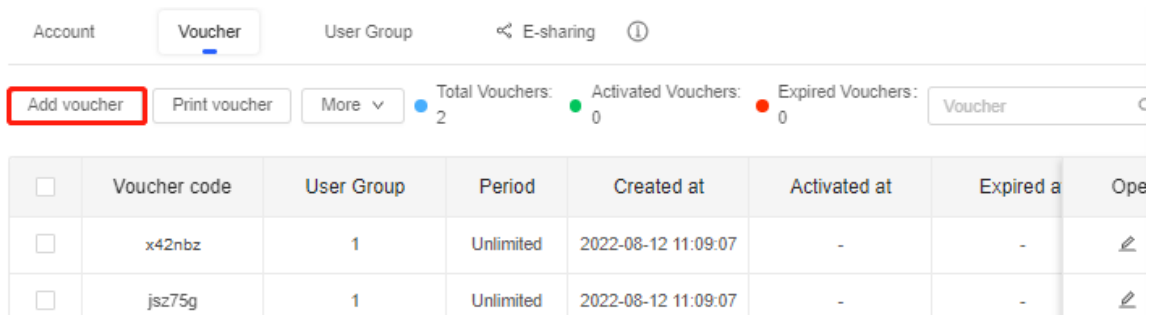 Account Voucher User Group E-sharing
Add voucher Print voucher More Total Vouchers: 2 Activated Vouchers: 0 Expired Vouchers: 0 Voucher
Voucher code User Group Period Created at Activated at Expired a Ope
x42nbz 1 Unlimited 2022-08-12 11:09:07 - -
jsz75g 1 Unlimited 2022-08-12 11:09:07 - -